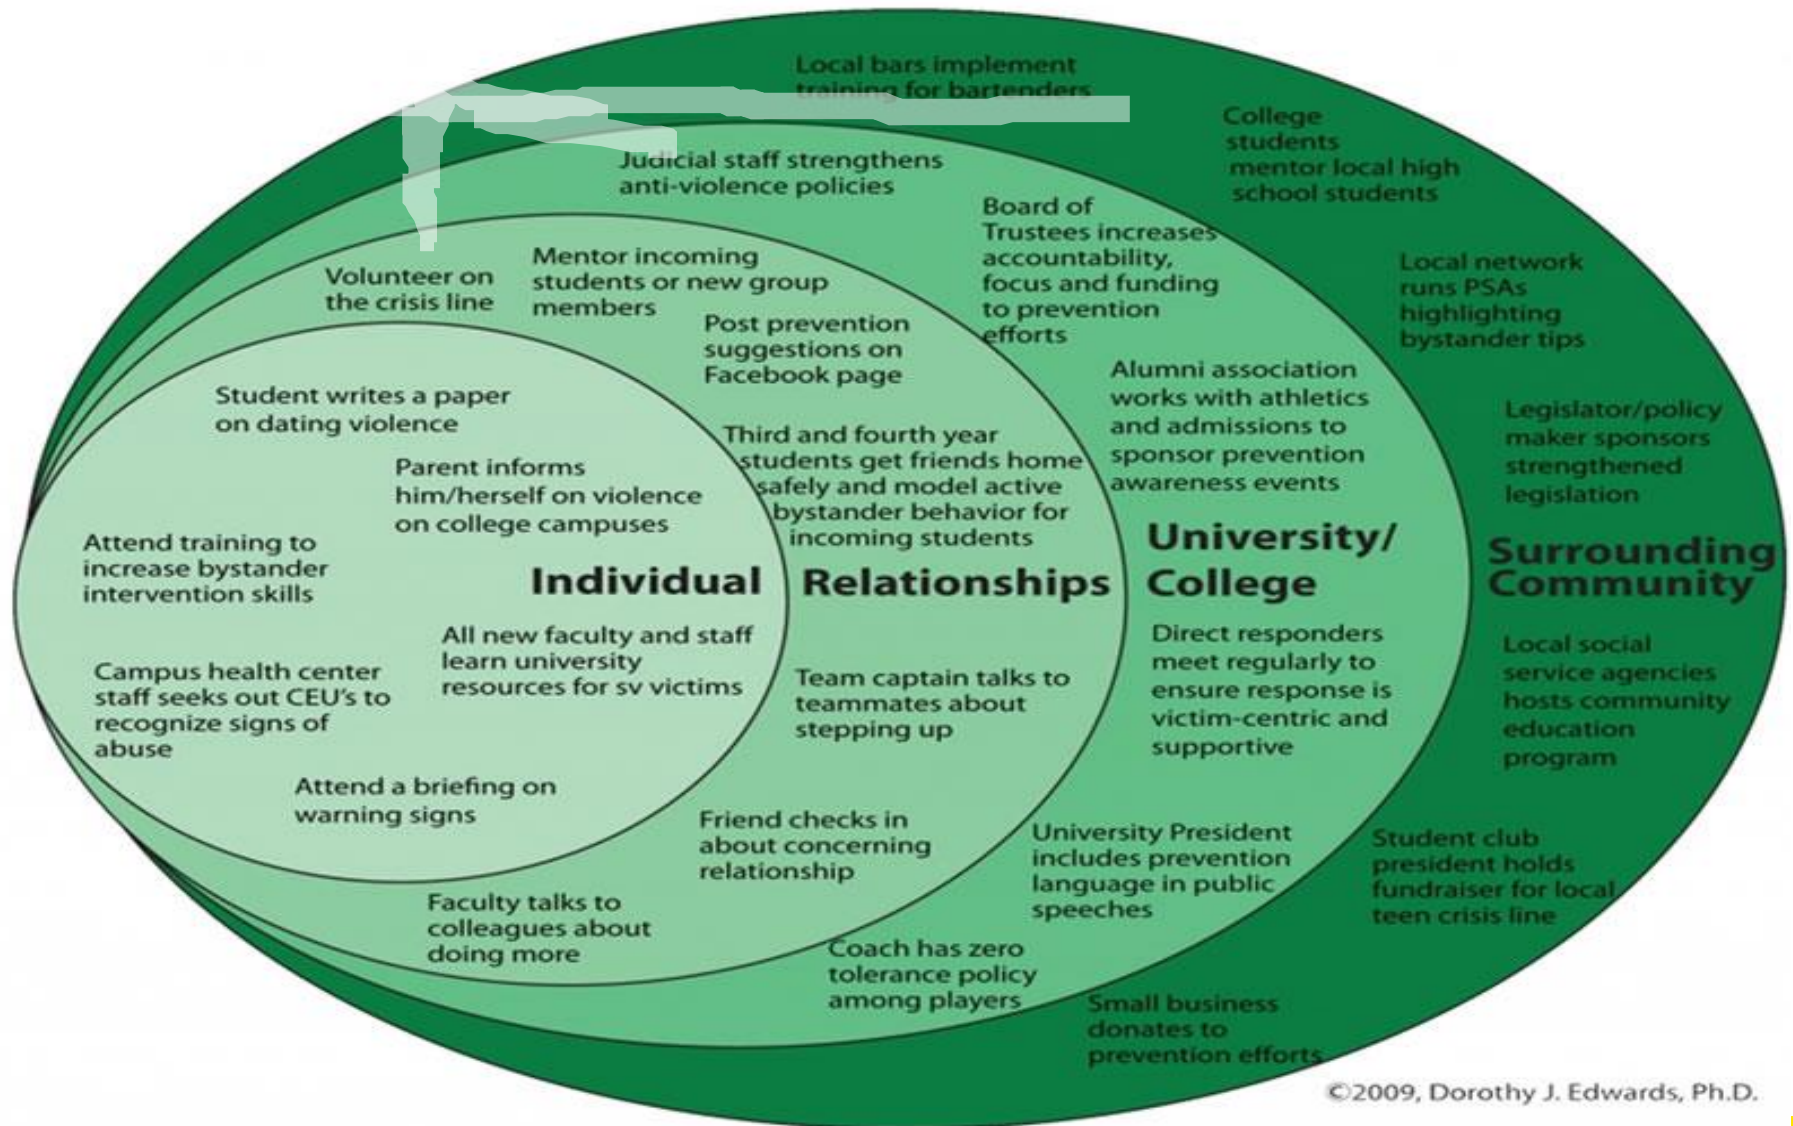 Local bars implement
training for bartenders
College
students
mentor local high
school students
Judicial staff strengthens
anti-violence policies
Board of
Trustees increases
accountability,
focus and funding
to prevention
efforts
Local network
runs PSAs
highlighting
bystander tips
Volunteer on
the crisis line
Mentor incoming
students or new group
members
Post prevention
suggestions on
Facebook page
Alumni association
works with athletics
and admissions to
sponsor prevention
awareness events
Legislator/policy
maker sponsors
strengthened
legislation
Student writes a paper
on dating violence
Third and fourth year
students get friends home
safely and model active
bystander behavior for
incoming students
Parent informs
him/herself on violence
on college campuses
Attend training to
increase bystander
intervention skills
Individual
Relationships
University/
College
Surrounding
Community
All new faculty and staff
learn university
resources for sv victims
Campus health center
staff seeks out CEU's to
recognize signs of
abuse
Team captain talks to
teammates about
stepping up
Direct responders
meet regularly to
ensure response is
victim-centric and
supportive
Local social
service agencies
hosts community
education
program
Attend a briefing on
warning signs
Friend checks in
about concerning
relationship
University President
includes prevention
language in public
speeches
Student club
president holds
fundraiser for local
teen crisis line
Faculty talks to
colleagues about
doing more
Coach has zero
tolerance policy
among players
Small business
donates to
prevention efforts
©2009, Dorothy J. Edwards, Ph.D.